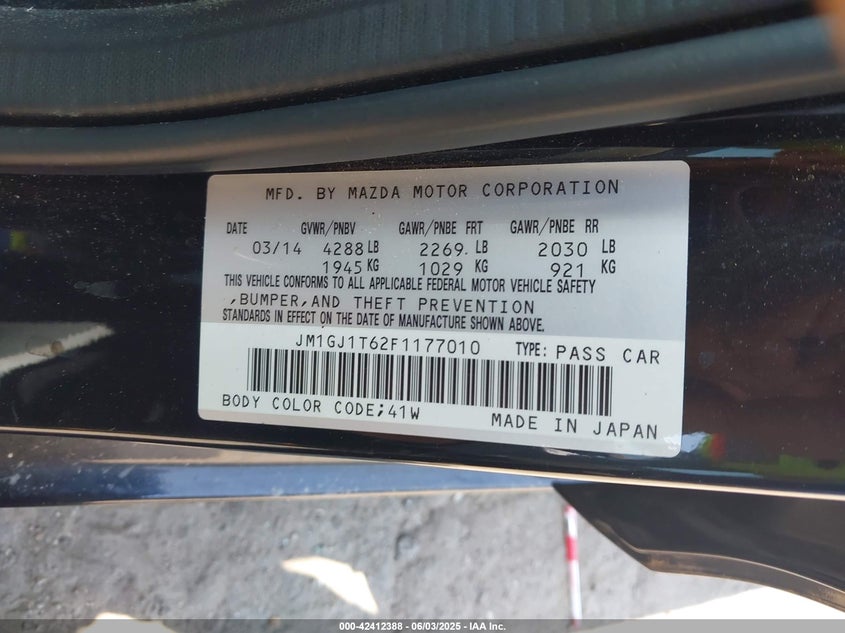 MFD. BY MAZDA MOTOR CORPORATION
DATE GVWR/PNBV GAWR/PNBE FRT GAWR/PNBE RR
03/14 4288 LB 2269. LB 2030 LB
1945 KG 1029 KG 921 KG
THIS VEHICLE CONFORMS TO ALL APPLICABLE FEDERAL MOTOR VEHICLE SAFETY
,BUMPER,AND THEFT PREVENTION
STANDARDS IN EFFECT ON THE DATE OF MANUFACTURE SHOWN ABOVE.
JM1GJ1T62F1177010 TYPE: PASS CAR
BODY COLOR CODE;41W MADE IN JAPAN
000-42412388 - 06/03/2025 - IAA Inc.